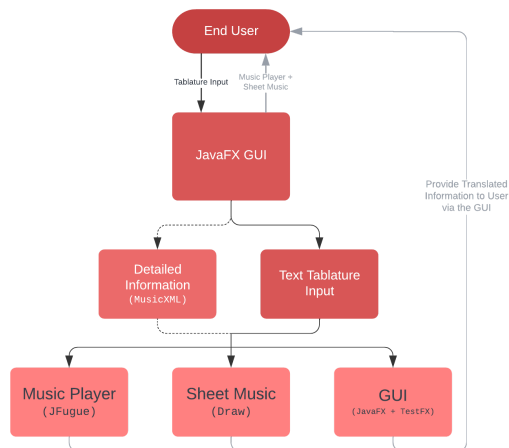 End User
Tablature Input
Music Player +
Sheet Music
JavaFX GUI
Provide Translated
Information to User
via the GUI
Detailed
Information
(MusicXML)
Text Tablature
Input
Music Player
(JFugue)
Sheet Music
(Draw)
GUI
(JavaFX + TestFX)